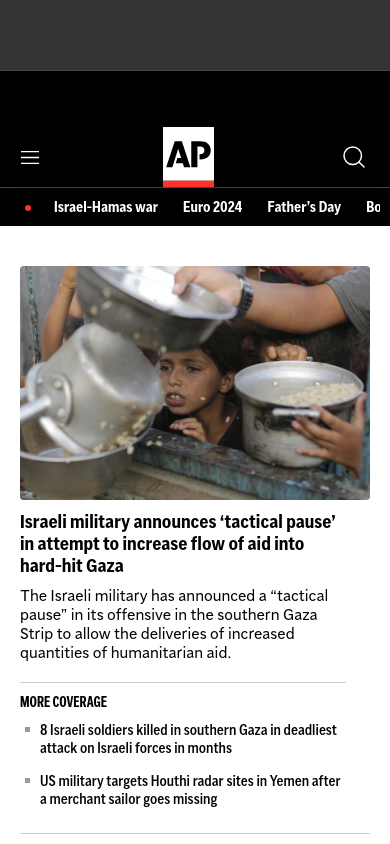 AP
Israel-Hamas war Euro 2024 Father's Day Bo
Israeli military announces ‘tactical pause’
in attempt to increase flow of aid into
hard-hit Gaza
The Israeli military has announced a “tactical
pause” in its offensive in the southern Gaza
Strip to allow the deliveries of increased
quantities of humanitarian aid.
MORE COVERAGE
8 Israeli soldiers killed in southern Gaza in deadliest
attack on Israeli forces in months
US military targets Houthi radar sites in Yemen after
a merchant sailor goes missing